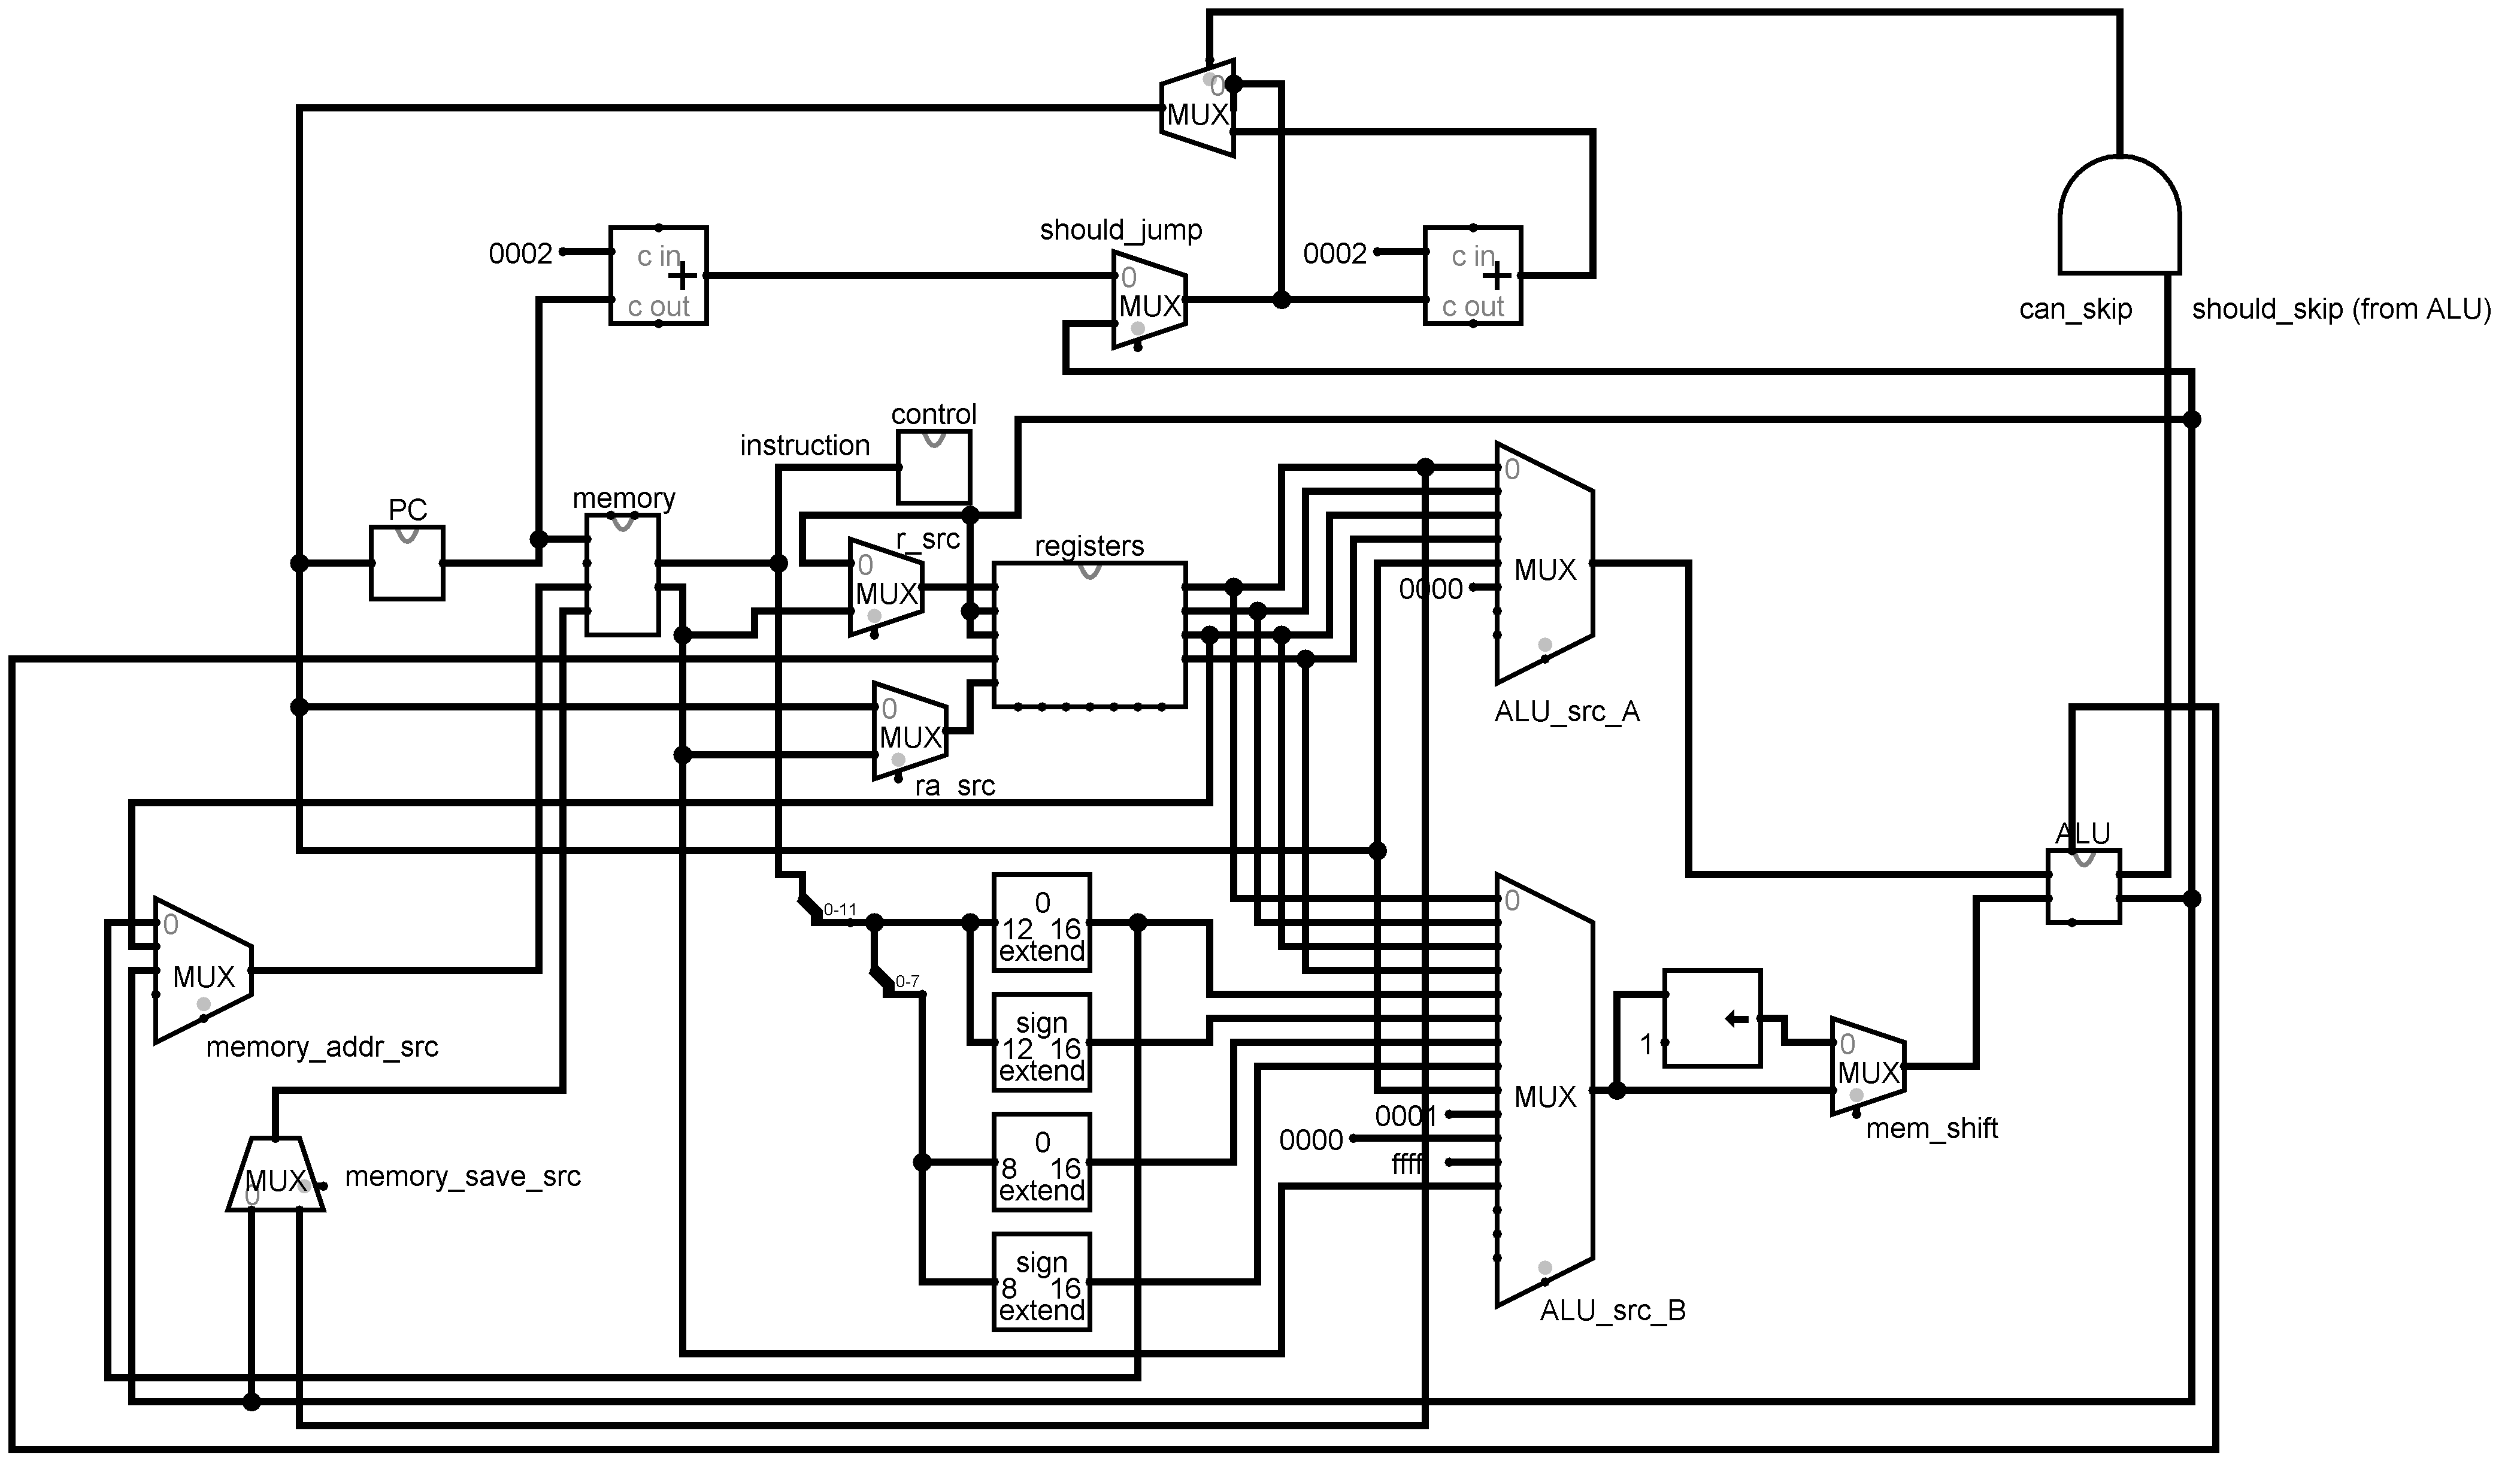 0
MUX
should_jump
0002
c in
+
c out
0
MUX
0002
c in
+
c out
can_skip
should_skip (from ALU)
control
instruction
PC
memory
r_src
0
MUX
registers
0
MUX
0000
ALU_src_A
0
MUX
ra_src
ALU
0
MUX
memory_addr_src
0-11
0
12 16
extend
0-7
sign
12 16
extend
0
8 16
extend
sign
8 16
extend
0
MUX
0001
0000
ffff
ALU_src_B
1
0
MUX
mem_shift
MUX
0
memory_save_src